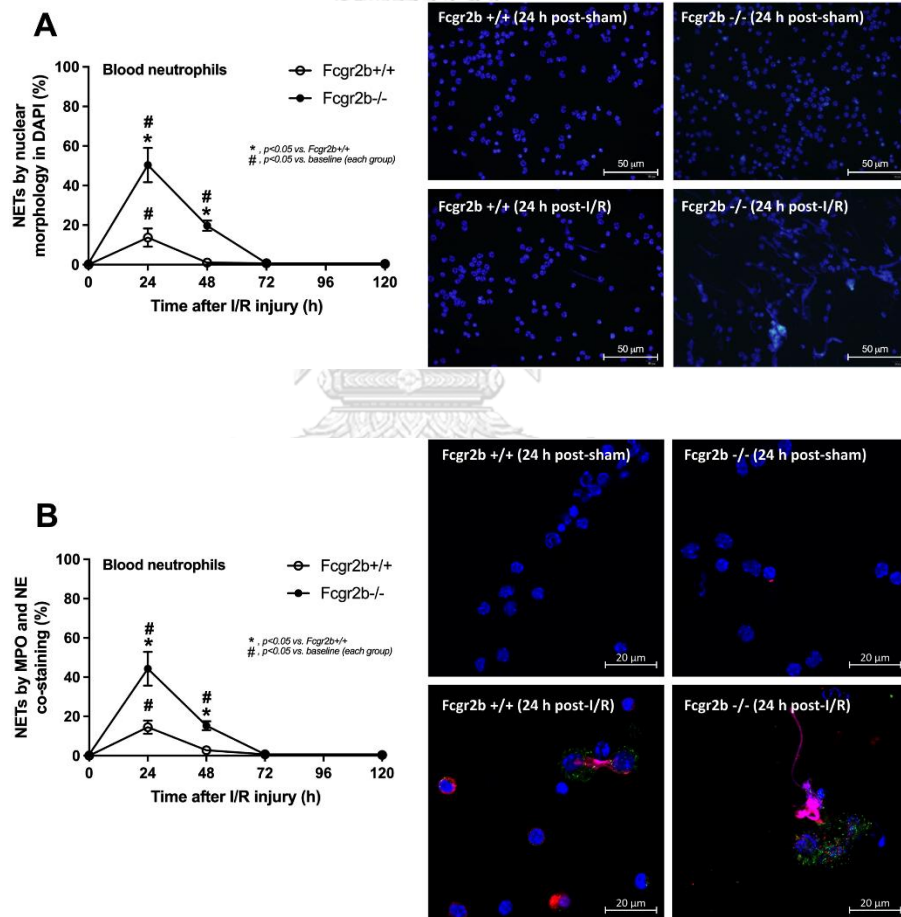 A
Blood neutrophils
Fcgr2b+/+
Fcgr2b-/-
* , p<0.05 vs. Fcgr2b+/+
# , p<0.05 vs. baseline (each group)
NETs by nuclear
morphology in DAPI (%)
100
80
60
40
20
0
#
*
#
#
*
0 24 48 72 96 120
Time after I/R injury (h)
Fcgr2b +/+ (24 h post-sham)
50 µm
Fcgr2b -/- (24 h post-sham)
50 µm
Fcgr2b +/+ (24 h post-I/R)
50 µm
Fcgr2b -/- (24 h post-I/R)
50 µm
B
Blood neutrophils
Fcgr2b+/+
Fcgr2b-/-
* , p<0.05 vs. Fcgr2b+/+
# , p<0.05 vs. baseline (each group)
NETs by MPO and NE
co-staining (%)
100
80
60
40
20
0
#
*
#
#
*
0 24 48 72 96 120
Time after I/R injury (h)
Fcgr2b +/+ (24 h post-sham)
20 µm
Fcgr2b -/- (24 h post-sham)
20 µm
Fcgr2b +/+ (24 h post-I/R)
20 µm
Fcgr2b -/- (24 h post-I/R)
20 µm